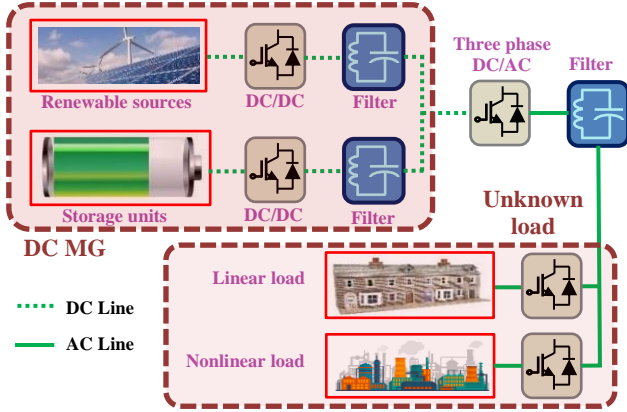 Renewable sources
DC/DC
Filter
Three phase
DC/AC
Filter
Storage units
DC/DC
Filter
DC MG
Unknown
load
Linear load
Nonlinear load
DC Line
AC Line